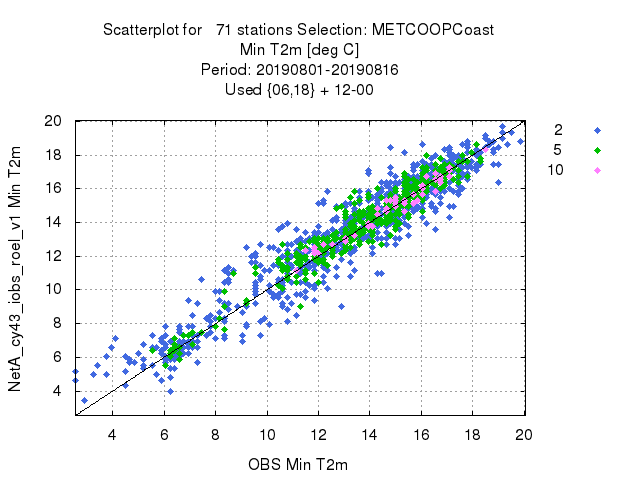 Scatterplot for 71 stations Selection: METCOOPCoast
Min T2m [deg C]
Period: 20190801-20190816
Used {06,18} + 12-00
2
5
10
NetA_cy43_iobs_roel_v1 Min T2m
20
18
16
14
12
10
8
6
4
4 6 8 10 12 14 16 18 20
OBS Min T2m